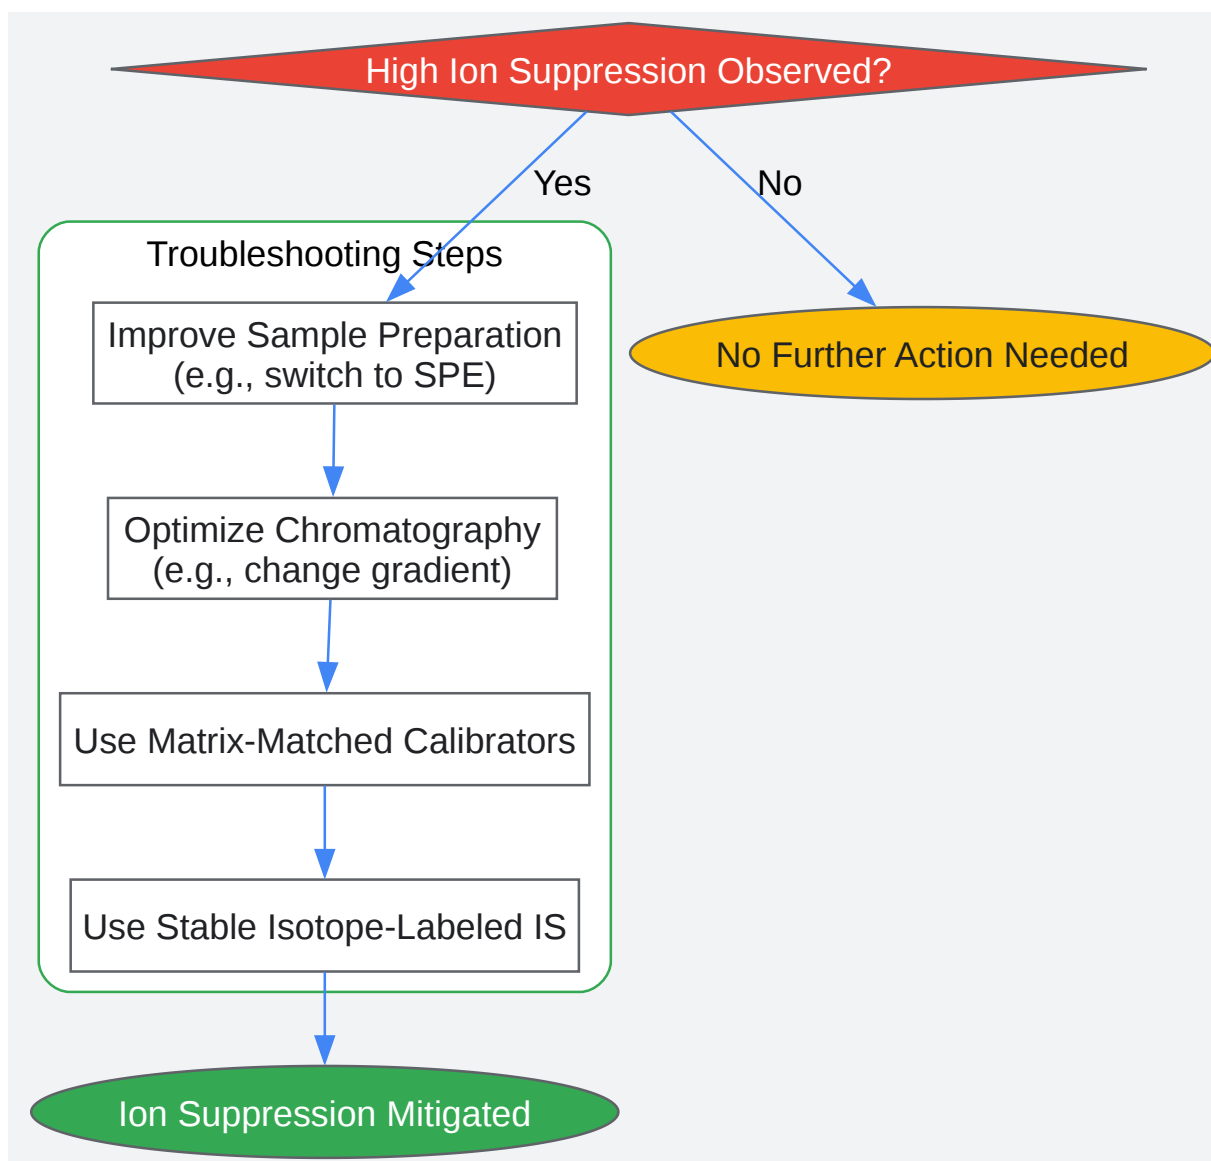 High Ion Suppression Observed?
Yes
No
Troubleshooting Steps
Improve Sample Preparation
(e.g., switch to SPE)
No Further Action Needed
Optimize Chromatography
(e.g., change gradient)
Use Matrix-Matched Calibrators
Use Stable Isotope-Labeled IS
Ion Suppression Mitigated